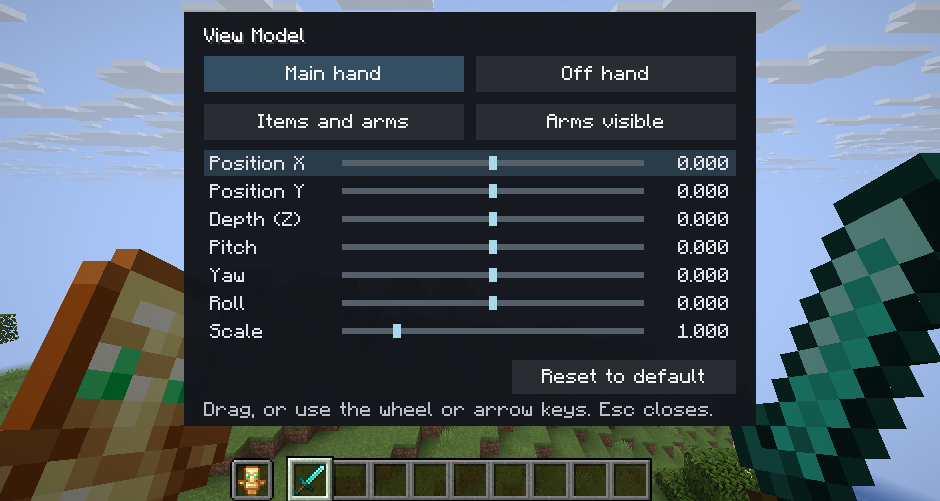 View Model
Main hand Off hand
Items and arms Arms visible
Position X 0.000
Position Y 0.000
Depth (Z) 0.000
Pitch 0.000
Yaw 0.000
Roll 0.000
Scale 1.000
Reset to default
Drag, or use the wheel or arrow keys. Esc closes.